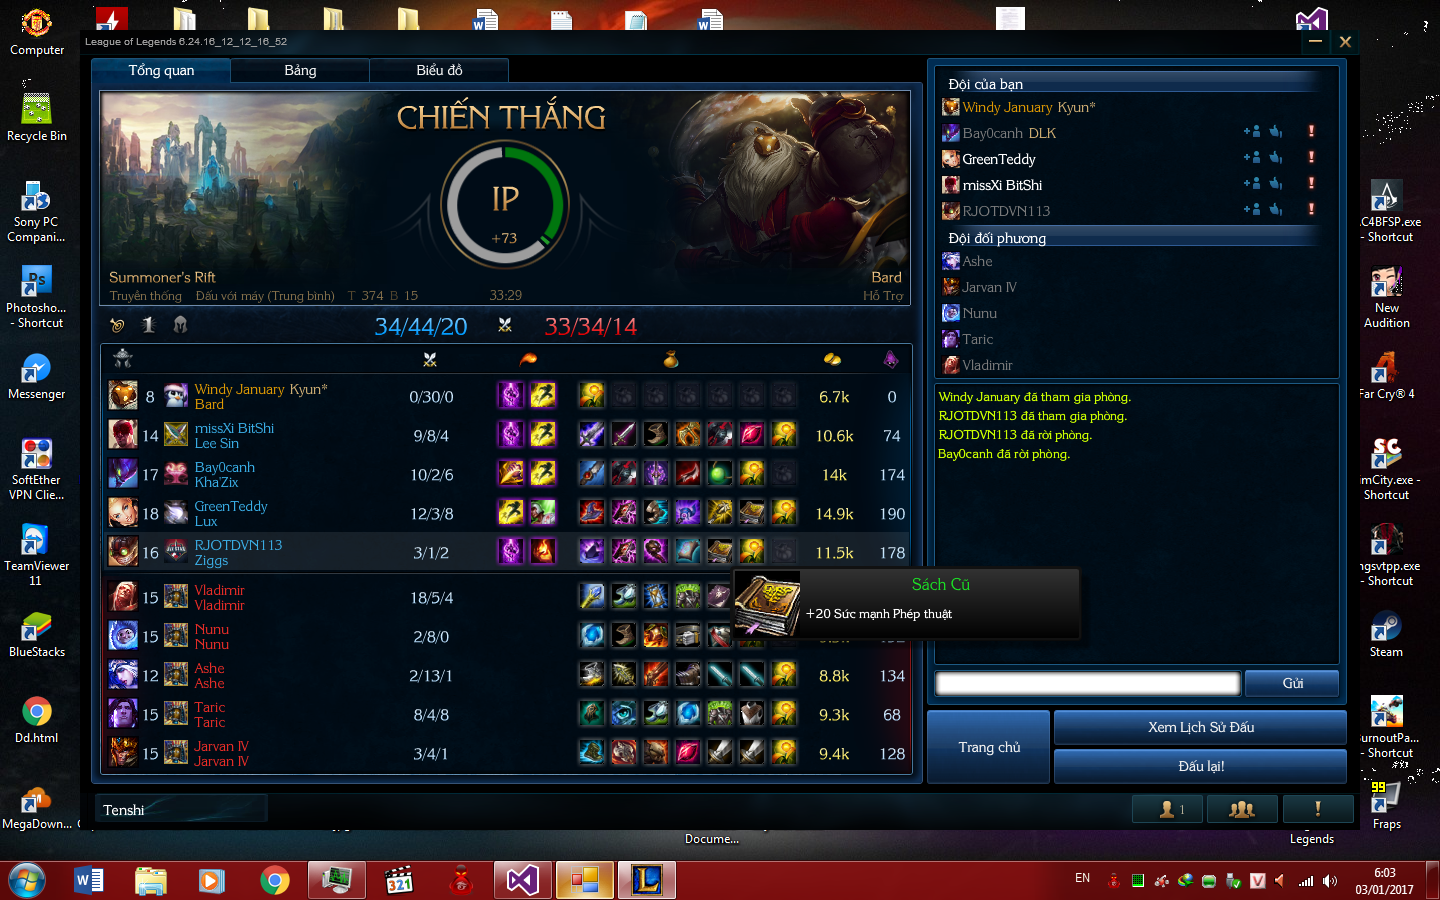 League of Legends 6.24.16_12_12_16_52
Tổng quan
Bảng
Biểu đồ
CHIẾN THẮNG
IP
+73
Summoner's Rift
Truyền thống Đấu với máy (Trung bình) T 374 B 15
33:29
Bard
Hỗ Trợ
1
34/44/20
33/34/14
8 Windy January Kyun* 0/30/0 6.7k 0
Bard
14 missXi BitShi 9/8/4 10.6k 74
Lee Sin
17 Bay0canh 10/2/6 14k 174
Kha'Zix
18 GreenTeddy 12/3/8 14.9k 190
Lux
16 RJOTDVN113 3/1/2 11.5k 178
Ziggs
15 Vladimir 18/5/4
Vladimir
15 Nunu 2/8/0
Nunu
12 Ashe 2/13/1 8.8k 134
Ashe
15 Taric 8/4/8 9.3k 68
Taric
15 Jarvan IV 3/4/1 9.4k 128
Jarvan IV
Sách Cũ
+20 Sức mạnh Phép thuật
Đội của bạn
Windy January Kyun*
Bay0canh DLK
GreenTeddy
missXi BitShi
RJOTDVN113
Đội đối phương
Ashe
Jarvan IV
Nunu
Taric
Vladimir
Windy January đã tham gia phòng.
RJOTDVN113 đã tham gia phòng.
RJOTDVN113 đã rời phòng.
Bay0canh đã rời phòng.
Gửi
Trang chủ
Xem Lịch Sử Đấu
Đấu lại!
Tenshi
1
Computer
Recycle Bin
Sony PC
Compani...
Photosho...
- Shortcut
Messenger
SoftEther
VPN Clie...
TeamViewer
11
BlueStacks
Dd.html
MegaDown...
Docume...
C4BFSP.exe
- Shortcut
New
Audition
Far Cry® 4
imCity.exe -
Shortcut
ngsvtpp.exe
- Shortcut
Steam
urnoutPa...
- Shortcut
99
Fraps
Legends
321
EN
6:03
03/01/2017